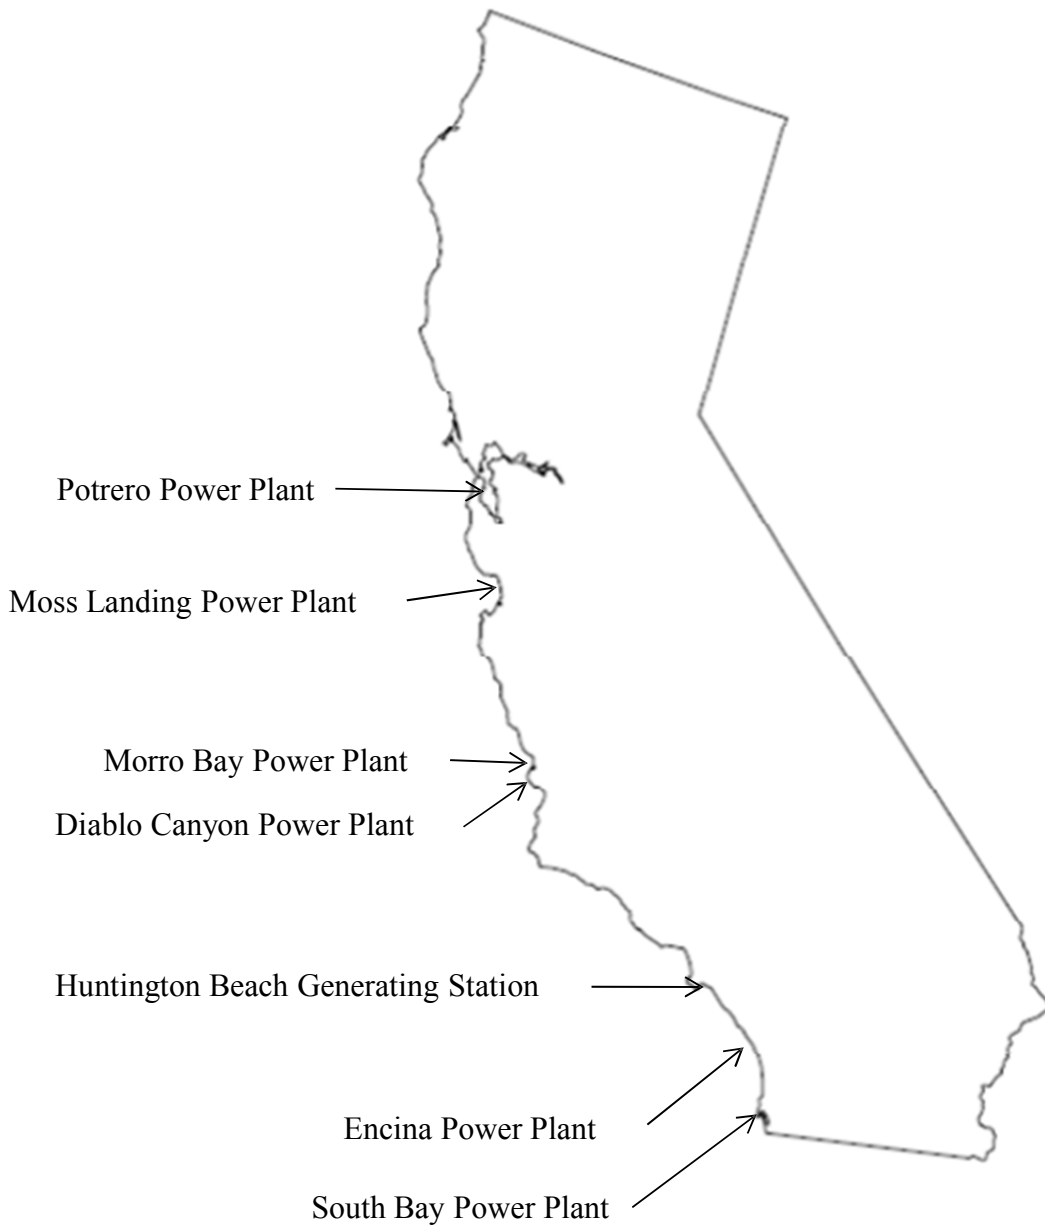 Potrero Power Plant
Moss Landing Power Plant
Morro Bay Power Plant
Diablo Canyon Power Plant
Huntington Beach Generating Station
Encina Power Plant
South Bay Power Plant